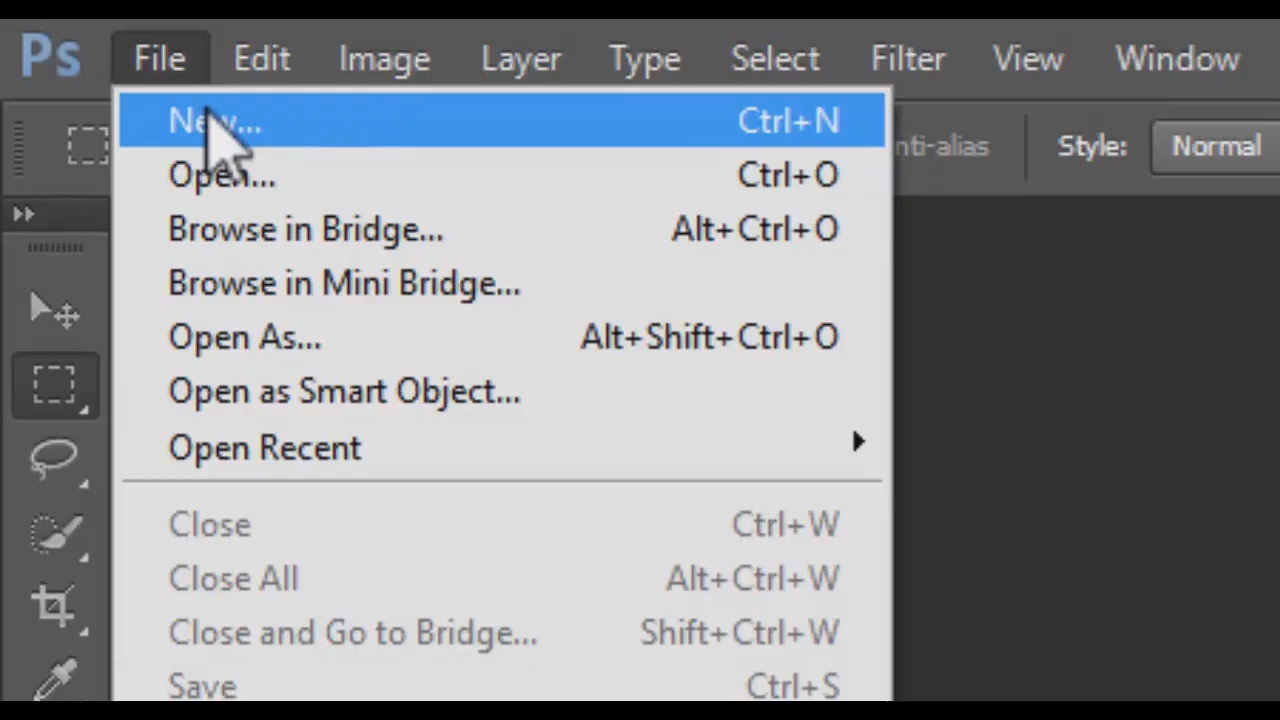 Ps File Edit Image Layer Type Select Filter View Window
nti-alias Style: Normal
New... Ctrl+N
Open... Ctrl+O
Browse in Bridge... Alt+Ctrl+O
Browse in Mini Bridge...
Open As... Alt+Shift+Ctrl+O
Open as Smart Object...
Open Recent
Close Ctrl+W
Close All Alt+Ctrl+W
Close and Go to Bridge... Shift+Ctrl+W
Save Ctrl+S